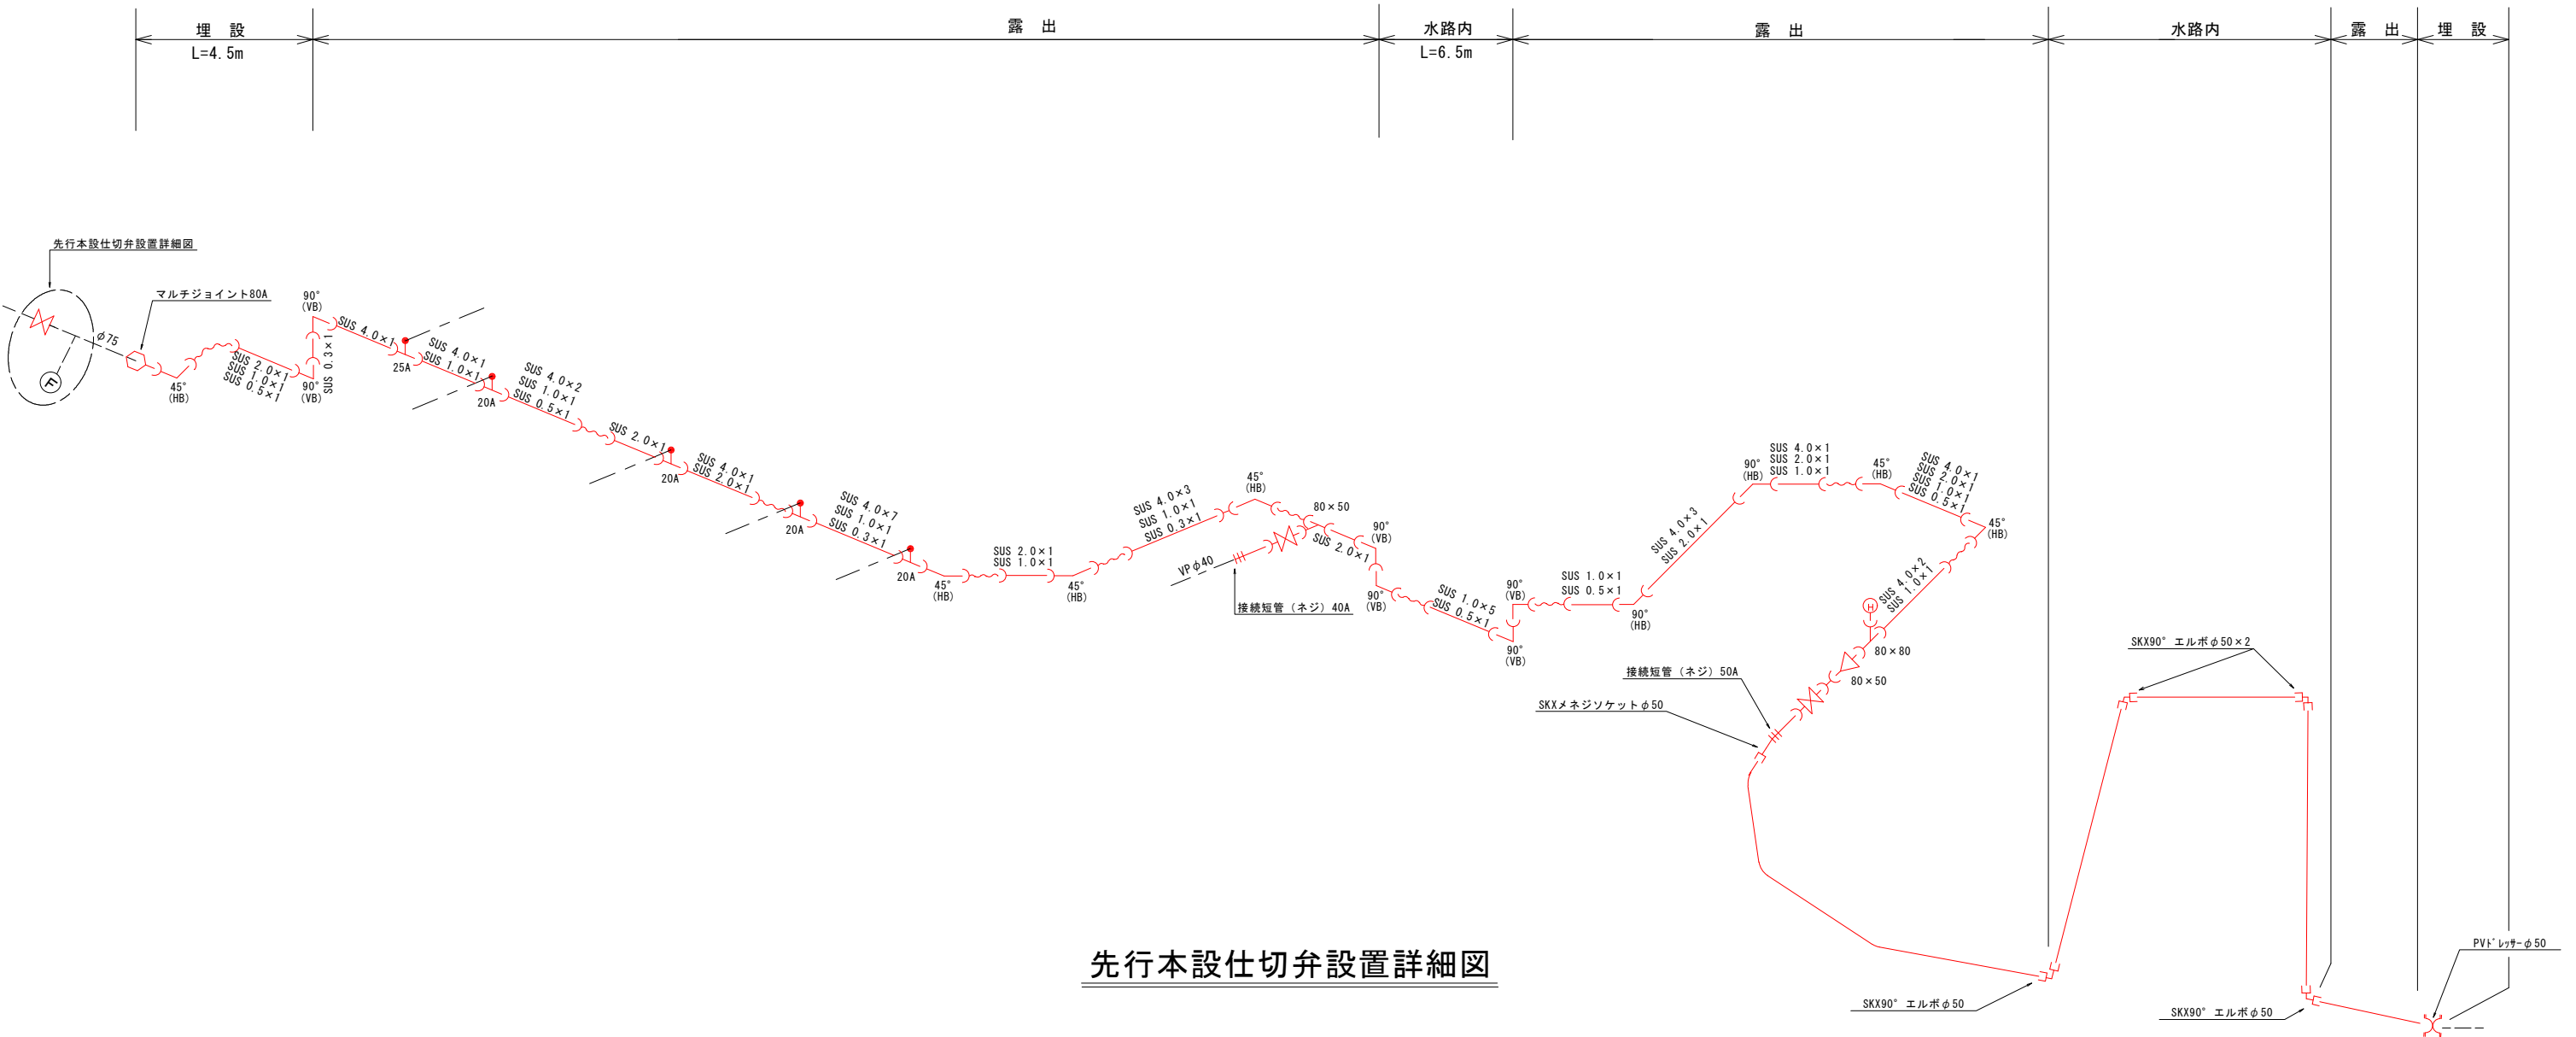 埋　設
L=4.5m
露　出
水路内
L=6.5m
露　出
水路内
露　出
埋　設
先行本設仕切弁設置詳細図
マルチジョイント80A
φ75
F
45°
(HB)
SUS 2.0×1
SUS 1.0×1
SUS 0.5×1
90°
(VB)
90°
(VB)
SUS 0.3×1
SUS 4.0×1
25A
SUS 4.0×1
SUS 1.0×1
20A
SUS 4.0×2
SUS 1.0×1
SUS 0.5×1
SUS 2.0×1
20A
SUS 4.0×1
SUS 2.0×1
20A
SUS 4.0×7
SUS 1.0×1
SUS 0.3×1
20A
45°
(HB)
SUS 2.0×1
SUS 1.0×1
45°
(HB)
SUS 4.0×3
SUS 1.0×1
SUS 0.3×1
45°
(HB)
80×50
VPφ40
接続短管（ネジ）40A
SUS 2.0×1
90°
(VB)
90°
(VB)
SUS 1.0×5
SUS 0.5×1
90°
(VB)
90°
(VB)
SUS 1.0×1
SUS 0.5×1
90°
(HB)
SUS 4.0×3
SUS 2.0×1
90°
(HB)
SUS 4.0×1
SUS 2.0×1
SUS 1.0×1
45°
(HB)
SUS 4.0×1
SUS 2.0×1
SUS 1.0×1
SUS 0.5×1
45°
(HB)
SUS 4.0×2
SUS 1.0×1
H
80×80
80×50
接続短管（ネジ）50A
SKXメネジソケットφ50
SKX90°エルボφ50×2
SKX90°エルボφ50
SKX90°エルボφ50
PVﾄﾞﾚｯｻｰφ50
先行本設仕切弁設置詳細図